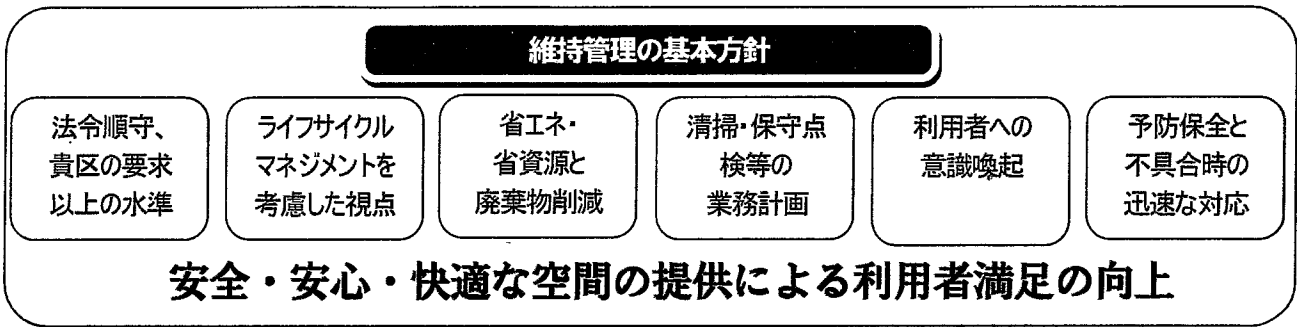 維持管理の基本方針
法令順守、
貴区の要求
以上の水準
ライフサイクル
マネジメントを
考慮した視点
省エネ・
省資源と
廃棄物削減
清掃・保守点
検等の
業務計画
利用者への
意識喚起
予防保全と
不具合時の
迅速な対応
安全・安心・快適な空間の提供による利用者満足の向上